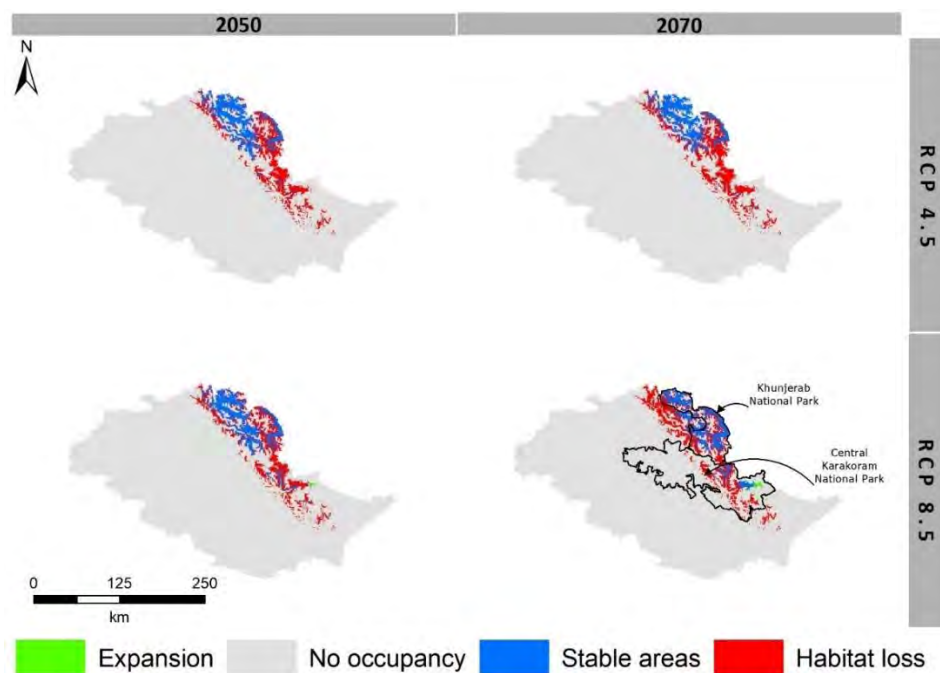 2050
2070
N
RCP 4.5
Khunjerab
National Park
Central
Karakoram
National Park
RCP 8.5
0 125 250
km
Expansion No occupancy Stable areas Habitat loss